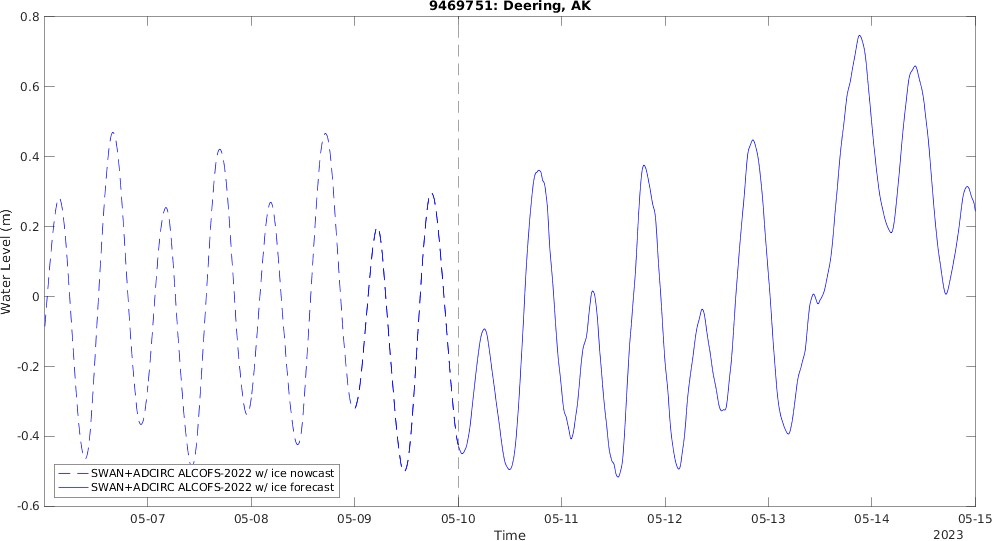 9469751: Deering, AK
0.8
0.6
0.4
0.2
0
-0.2
-0.4
-0.6
Water Level (m)
SWAN+ADCIRC ALCOFS-2022 w/ ice nowcast
SWAN+ADCIRC ALCOFS-2022 w/ ice forecast
05-07 05-08 05-09 05-10 05-11 05-12 05-13 05-14 05-15
Time
2023